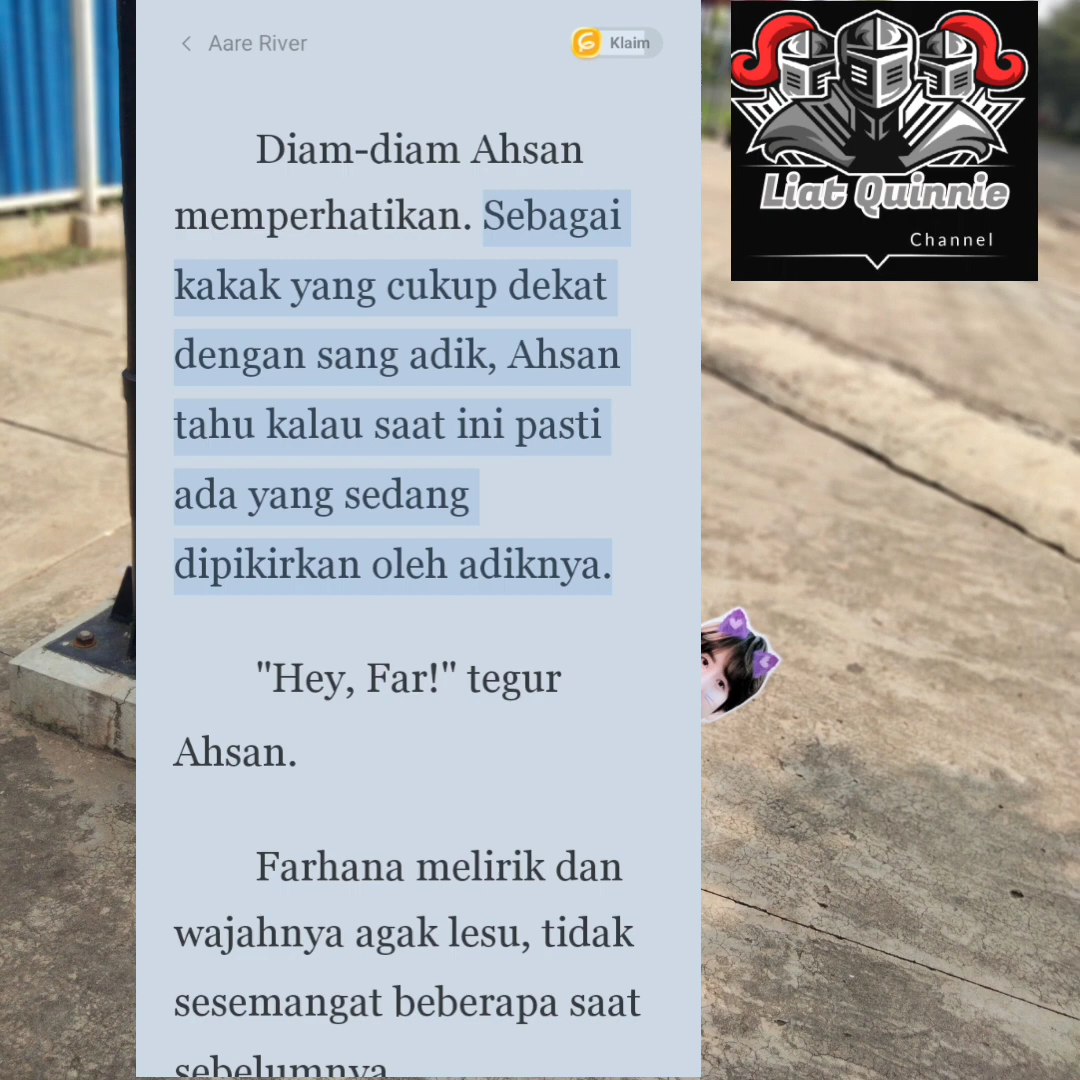 Aare River
Klaim
Diam-diam Ahsan
memperhatikan. Sebagai
kakak yang cukup dekat
dengan sang adik, Ahsan
tahu kalau saat ini pasti
ada yang sedang
dipikirkan oleh adiknya.
"Hey, Far!" tegur
Ahsan.
Farhana melirik dan
wajahnya agak lesu, tidak
sesemangat beberapa saat
sebelumnya
Liat Quinnie
Channel